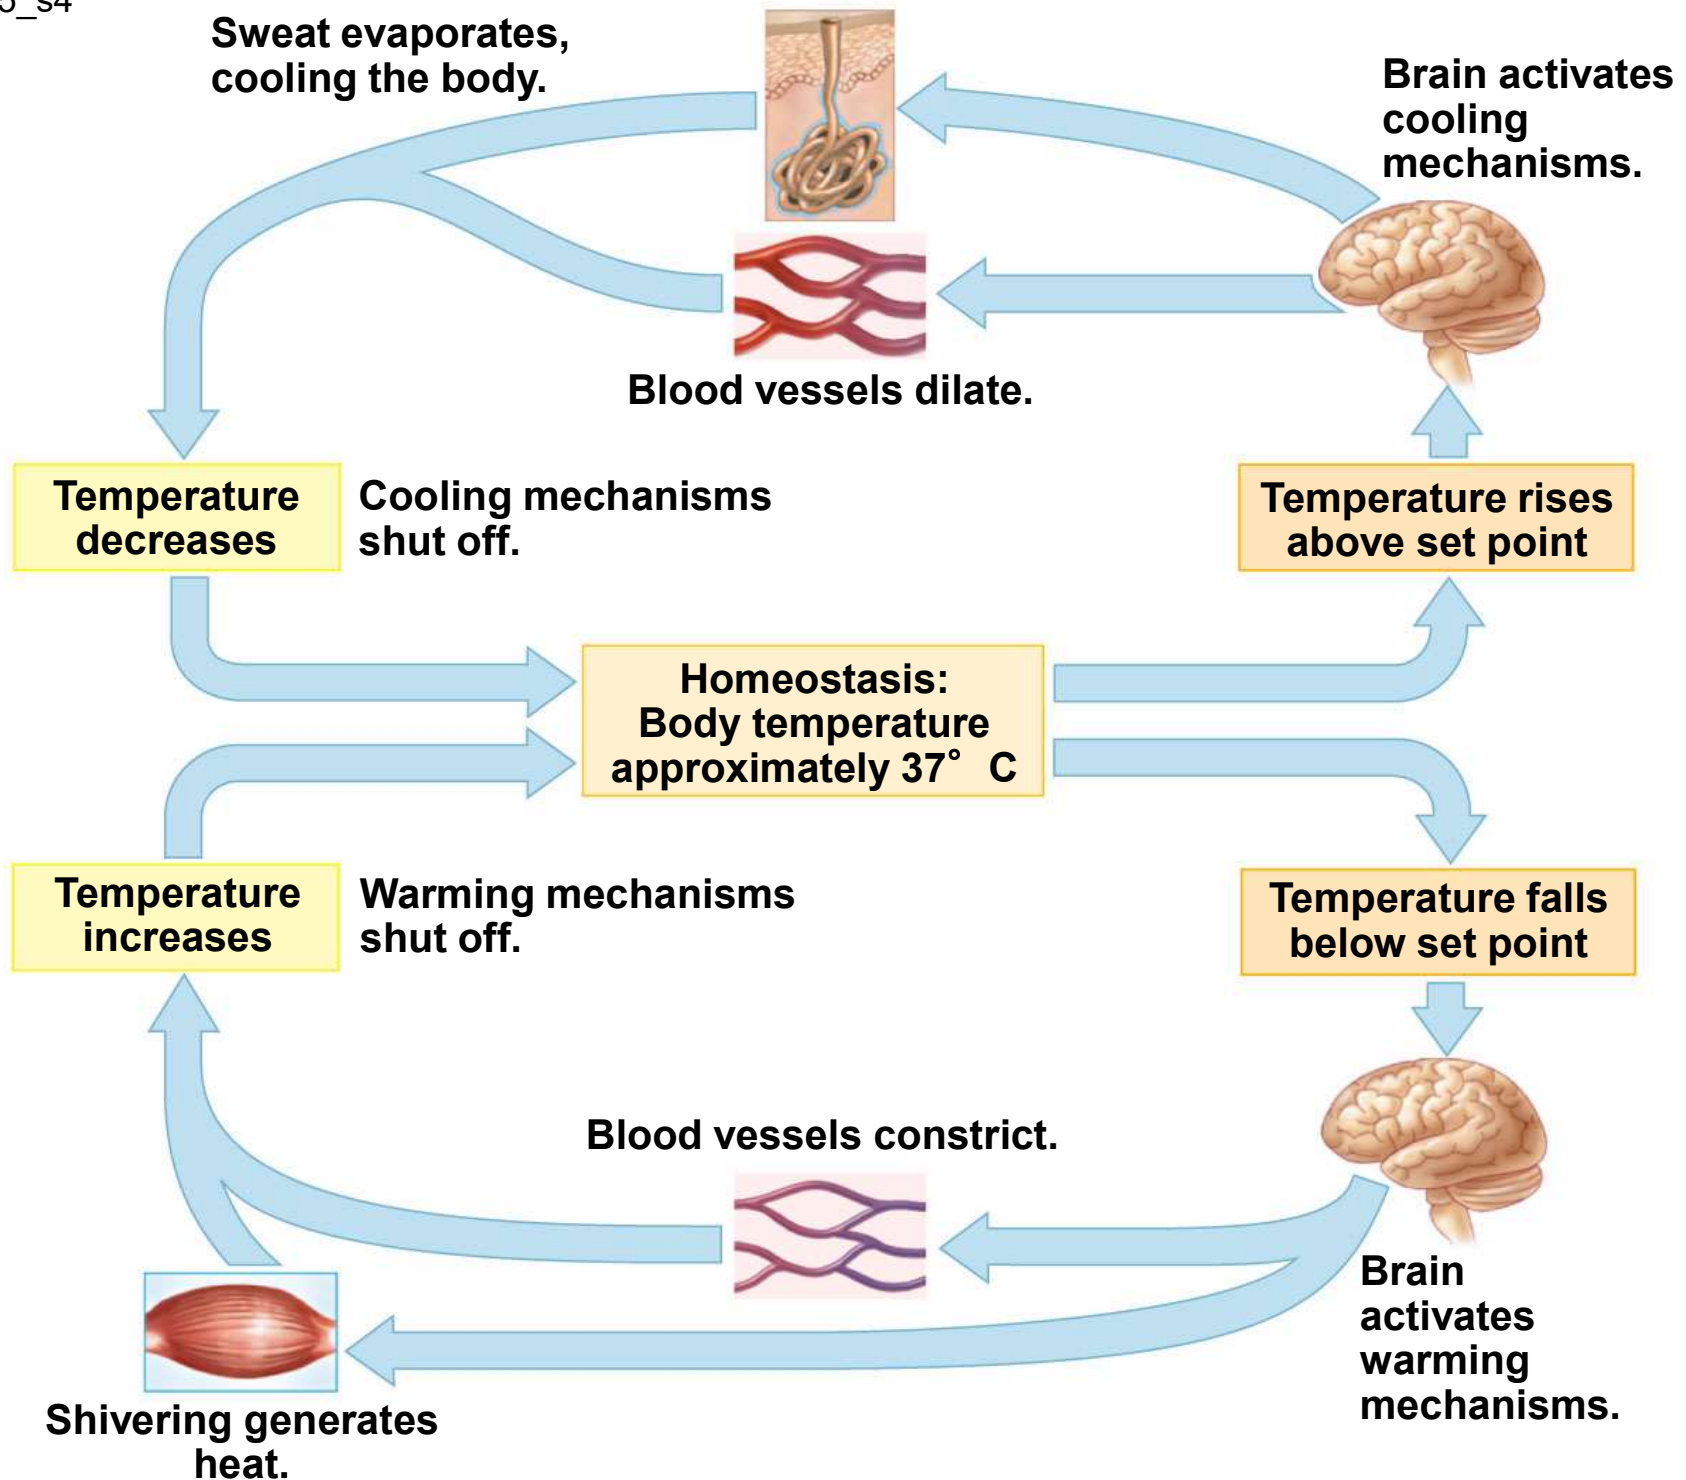 5_s4
Sweat evaporates,
cooling the body.
Brain activates
cooling
mechanisms.
Blood vessels dilate.
Temperature
decreases
Cooling mechanisms
shut off.
Temperature rises
above set point
Homeostasis:
Body temperature
approximately 37° C
Temperature
increases
Warming mechanisms
shut off.
Temperature falls
below set point
Blood vessels constrict.
Brain
activates
warming
mechanisms.
Shivering generates
heat.